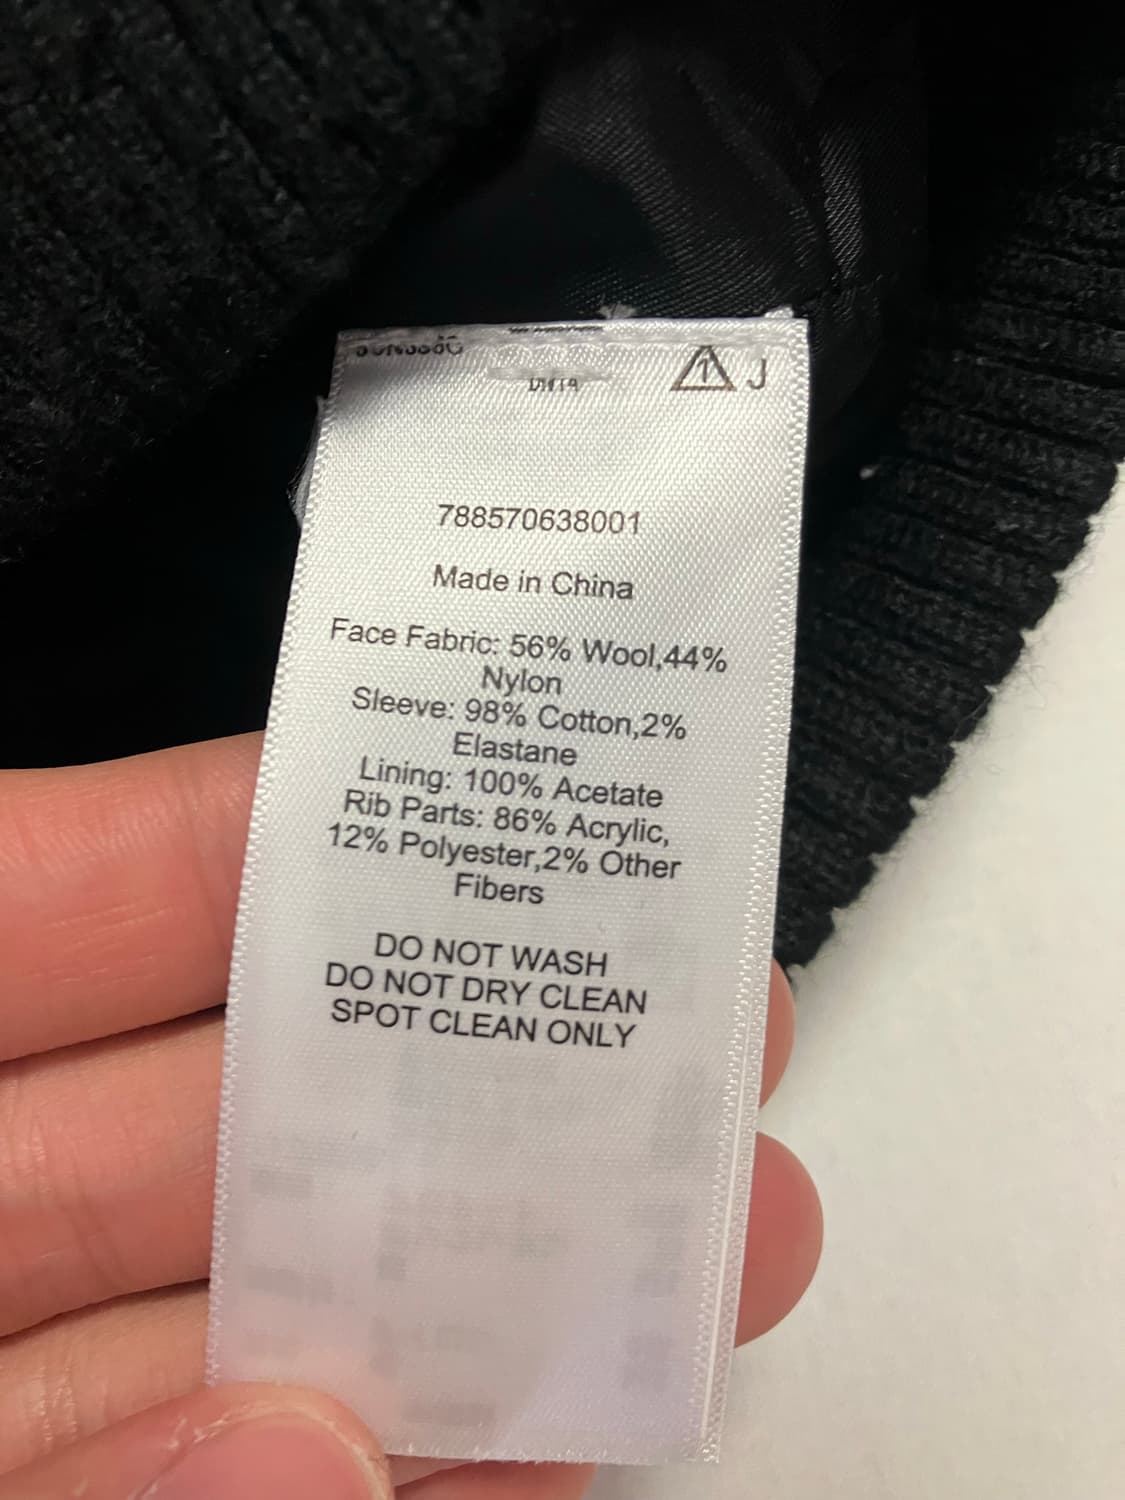 1 J
788570638001
Made in China
Face Fabric: 56% Wool,44%
Nylon
Sleeve: 98% Cotton,2%
Elastane
Lining: 100% Acetate
Rib Parts: 86% Acrylic,
12% Polyester,2% Other
Fibers
DO NOT WASH
DO NOT DRY CLEAN
SPOT CLEAN ONLY